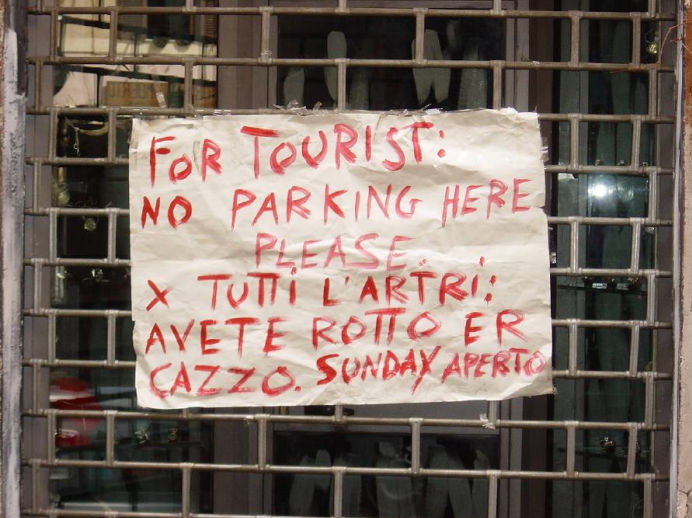 FOR TOURIST:
NO PARKING HERE
PLEASE.
X TUTTI L'ARTRI:
AVETE ROTTO ER
CAZZO. SUNDAY APERTO